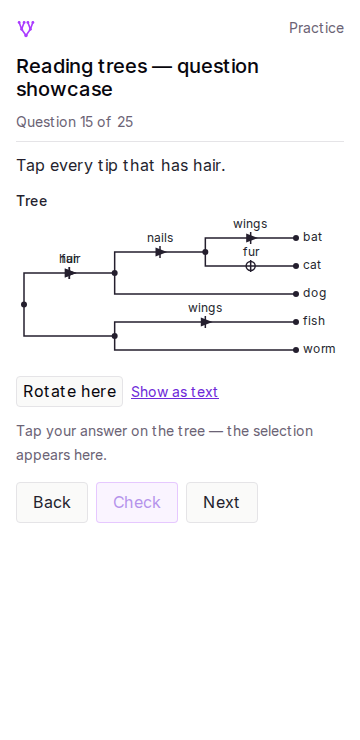 Practice
Reading trees — question
showcase
Question 15 of 25
Tap every tip that has hair.
Tree
wings
bat
nails
fur
cat
dog
wings
fish
worm
Rotate here
Show as text
Tap your answer on the tree — the selection
appears here.
Back
Check
Next